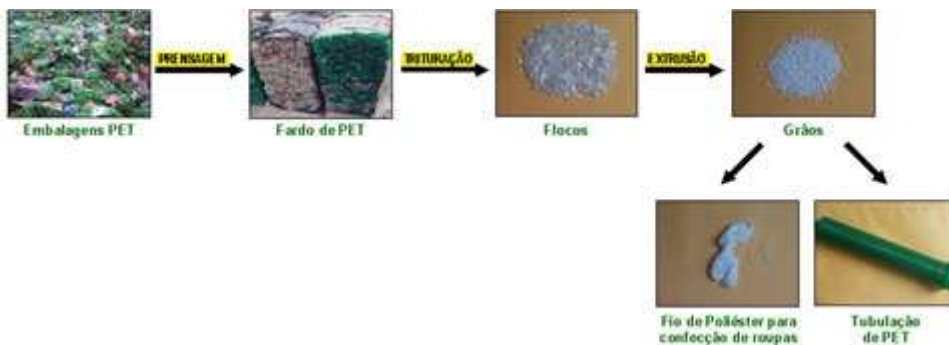 PRENSAGEM
TRITURAÇÃO
EXTRUSÃO
Embalagens PET
Fardo de PET
Flocos
Grãos
Fio de Poliéster para
confecção de roupas
Tubulação
de PET